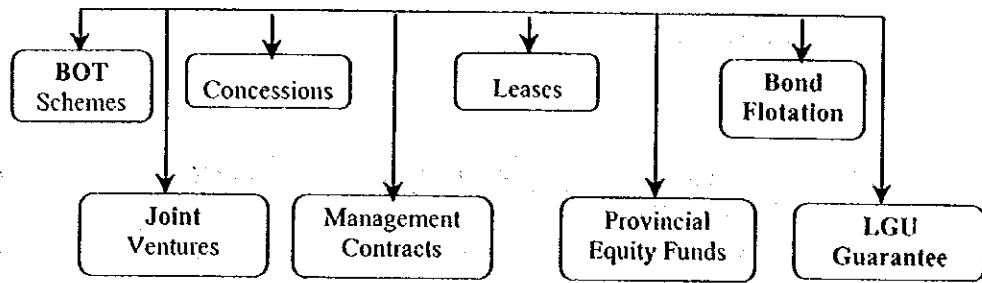 BOT
Schemes
Concessions
Leases
Bond
Flotation
Joint
Ventures
Management
Contracts
Provincial
Equity Funds
LGU
Guarantee